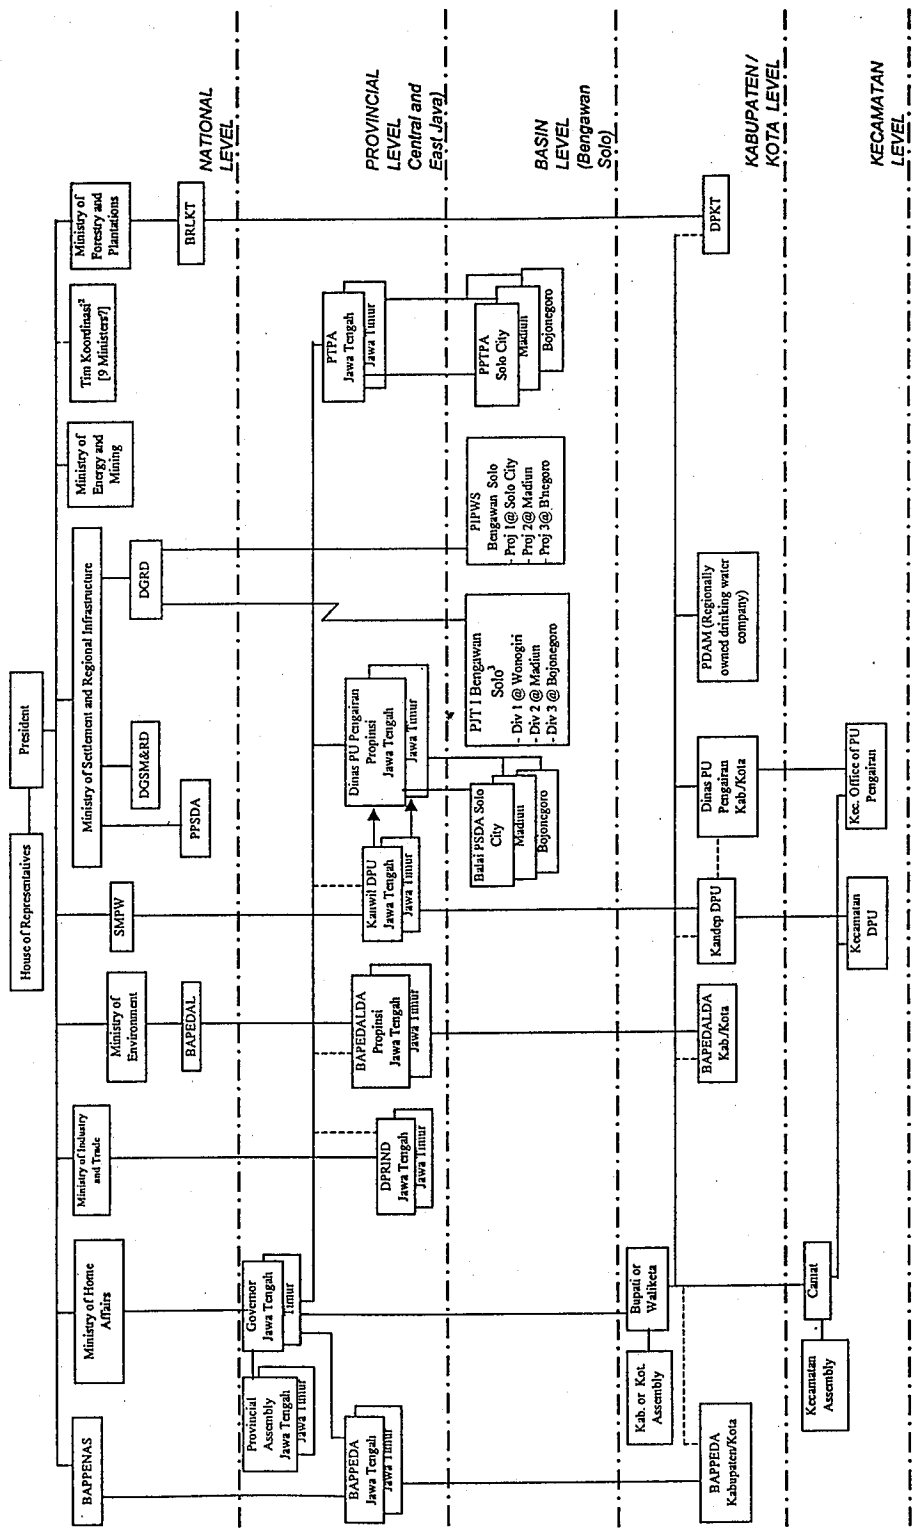 President
House of Representatives
BAPPENAS
Ministry of Home
Affairs
Ministry of Industry
and Trade
Ministry of
Environment
BAPEDAL
SMPW
Ministry of Settlement and Regional Infrastructure
PPSDA
DGSM&RD
DGRD
Ministry of
Energy and
Mining
Tim Koordinasi²
[9 Ministers?]
Ministry of
Forestry and
Plantations
BRLKT
NATIONAL
LEVEL
Provincial
Assembly
Jawa Tengah
Jawa Timur
Governor
Jawa Tengah
Timur
BAPPEDA
Jawa Tengah
Jawa Timur
DPRIND
Jawa Tengah
Jawa Timur
BAPEDALDA
Propinsi
Jawa Tengah
Jawa Timur
Kanwil DPU
Jawa Tengah
Jawa Timur
Dinas PU Pengairan
Propinsi
Jawa Tengah
Jawa Timur
PTPA
Jawa Tengah
Jawa Timur
PROVINCIAL
LEVEL
Central and
East Java)
Balai PSDA Solo
City
Madiun
Bojonegoro
PJT I Bengawan
Solo³
- Div 1 @ Wonogiri
- Div 2 @ Madiun
- Div 3 @ Bojonegoro
PIPWS
Bengawan Solo
- Proj 1@ Solo City
- Proj 2@ Madiun
- Proj 3@ B'negoro
PPTPA
Solo City
Madiun
Bojonegoro
BASIN
LEVEL
(Bengawan
Solo)
Kab. or Kot.
Assembly
Bupati or
Waliketa
BAPPEDA
Kabupaten/Kota
BAPEDALDA
Kab./Kota
Kandep DPU
Dinas PU
Pengairan
Kab./Kota
PDAM (Regionally
owned drinking water
company)
DPKT
KABUPATEN /
KOTA LEVEL
Kecamatan
Assembly
Camat
Kecamatan
DPU
Kec. Office of PU
Pengairan
KECAMATAN
LEVEL